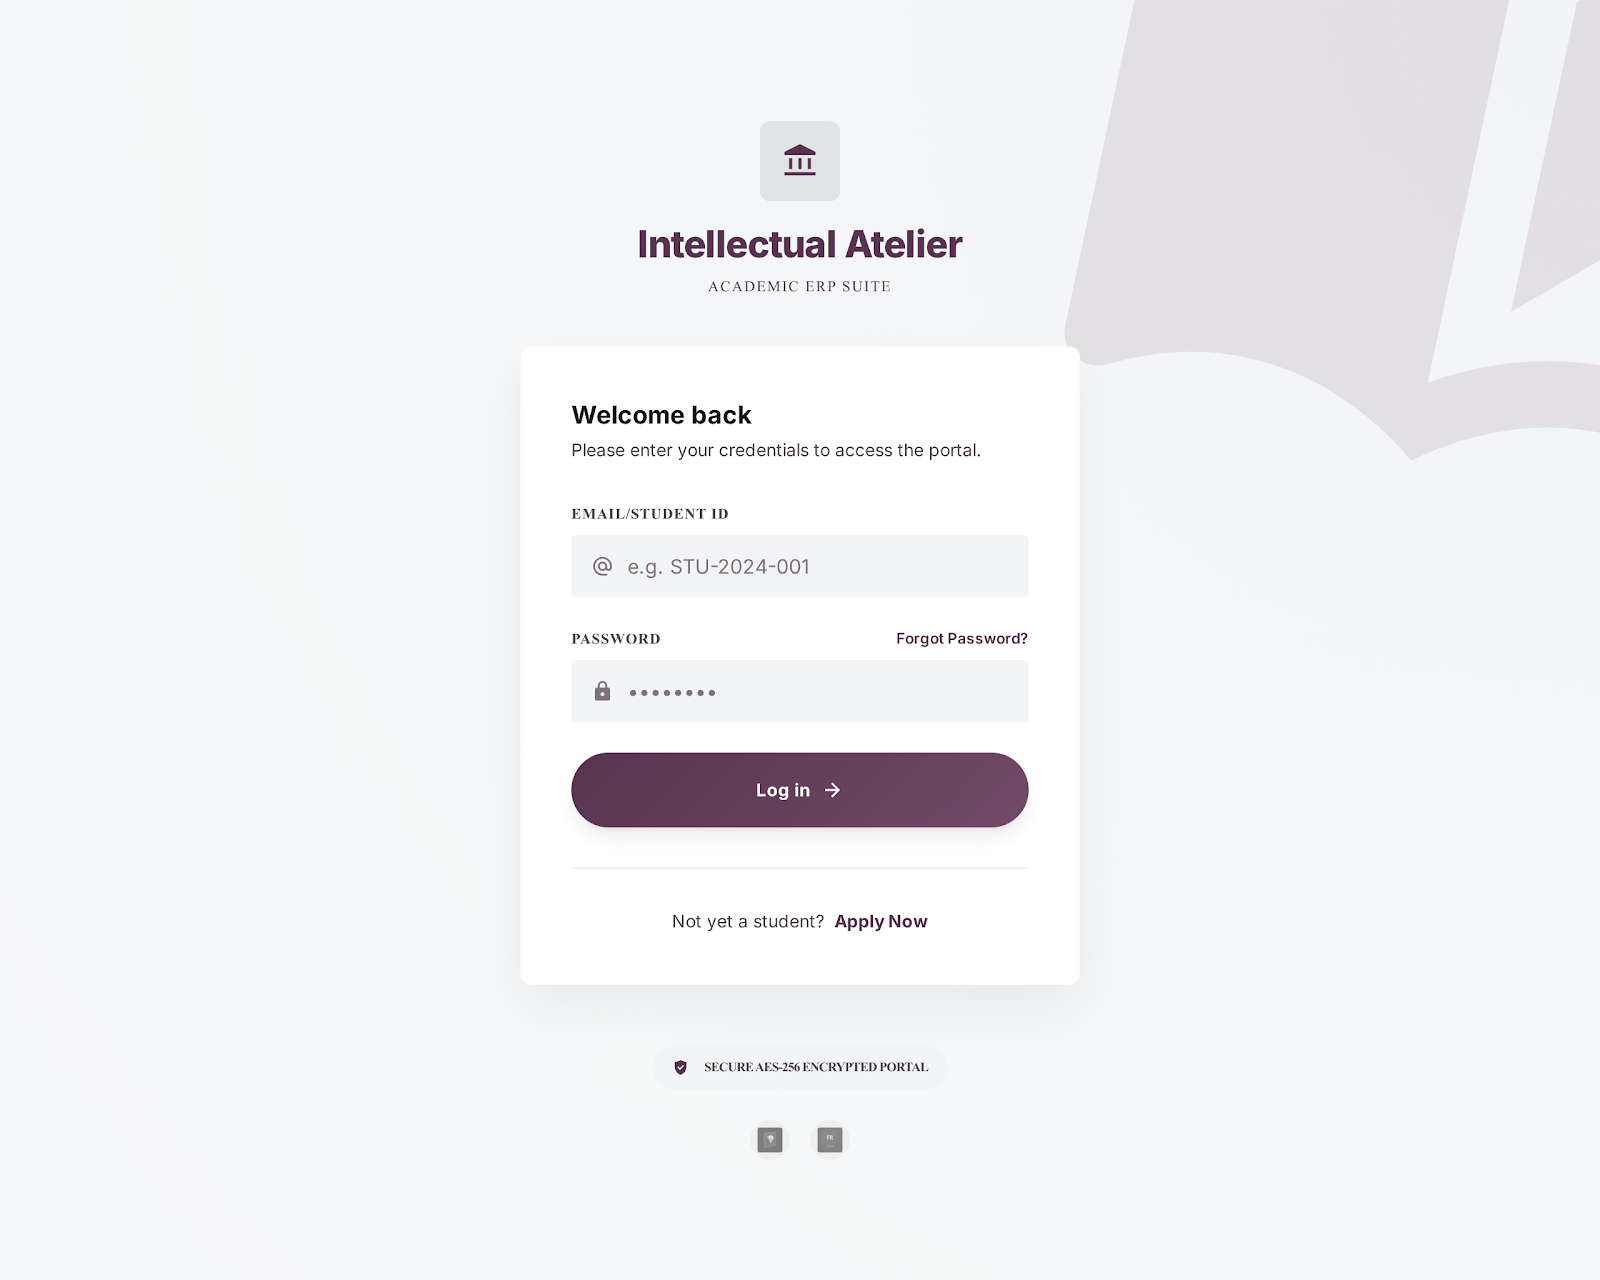 Intellectual Atelier
ACADEMIC ERP SUITE
Welcome back
Please enter your credentials to access the portal.
EMAIL/STUDENT ID
@ e.g. STU-2024-001
PASSWORD Forgot Password?
••••••••
Log in →
Not yet a student? Apply Now
SECURE AES-256 ENCRYPTED PORTAL
FR